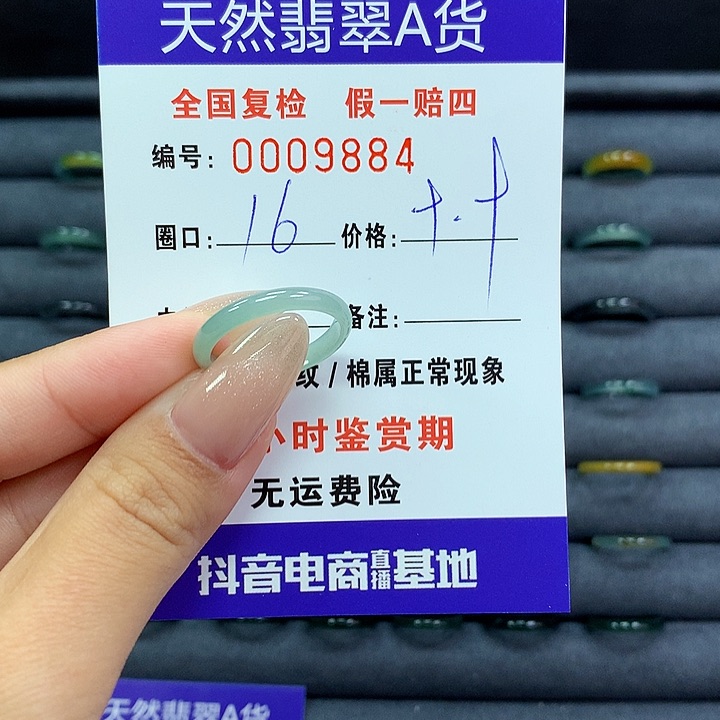 天然翡翠A货
全国复检 假一赔四
编号: 0009884
圈口: 16 价格:
备注:
纹 / 棉属正常现象
小时鉴赏期
无运费险
抖音电商直播基地
天然翡翠A货